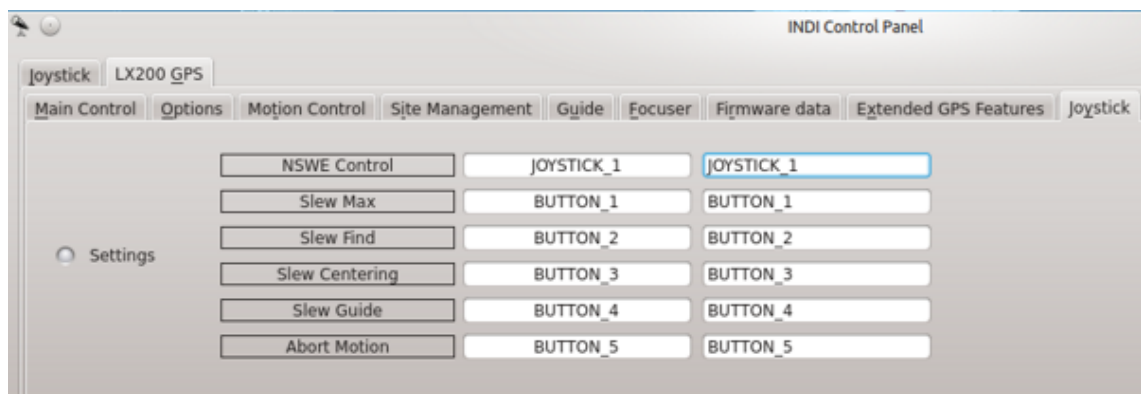 INDI Control Panel
Joystick LX200 GPS
Main Control Options Motion Control Site Management Guide Focuser Firmware data Extended GPS Features Joystick
NSWE Control JOYSTICK_1 JOYSTICK_1
Slew Max BUTTON_1 BUTTON_1
Slew Find BUTTON_2 BUTTON_2
Settings
Slew Centering BUTTON_3 BUTTON_3
Slew Guide BUTTON_4 BUTTON_4
Abort Motion BUTTON_5 BUTTON_5